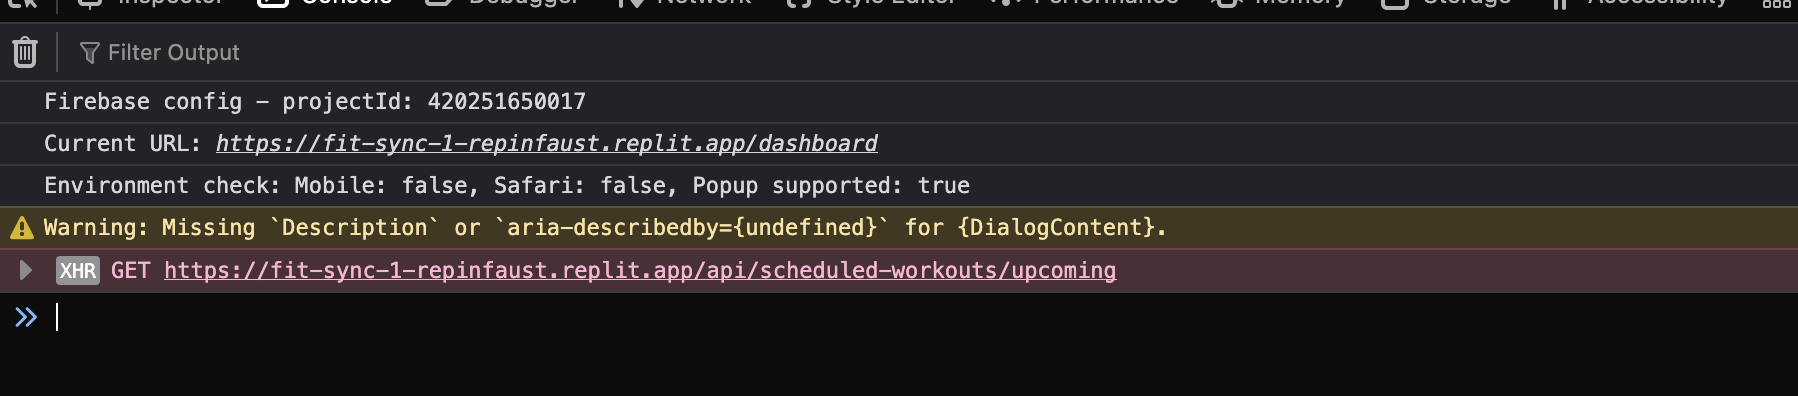 Inspector Console Debugger Network Style Editor Performance Memory Storage Accessibility
Filter Output
Firebase config - projectId: 420251650017
Current URL: https://fit-sync-1-repinfaust.replit.app/dashboard
Environment check: Mobile: false, Safari: false, Popup supported: true
Warning: Missing `Description` or `aria-describedby={undefined}` for {DialogContent}.
XHR GET https://fit-sync-1-repinfaust.replit.app/api/scheduled-workouts/upcoming